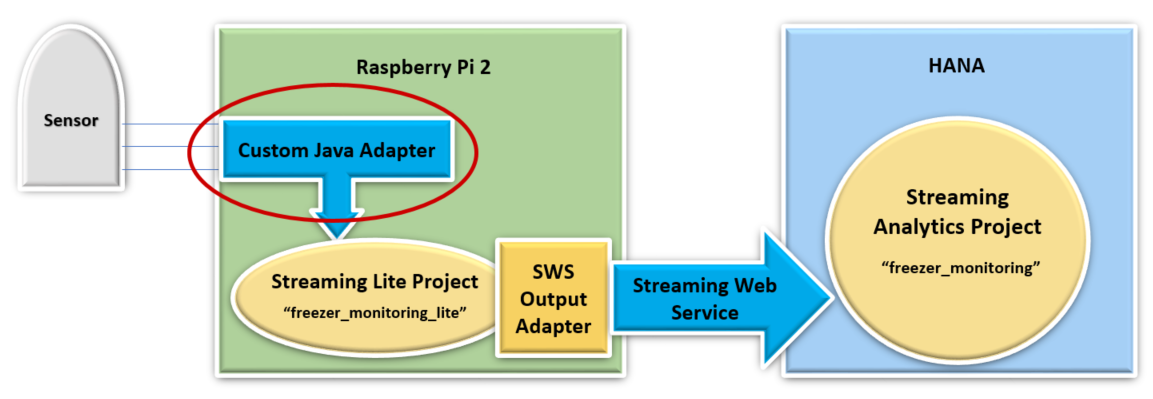 Sensor
Raspberry Pi 2
Custom Java Adapter
Streaming Lite Project
“freezer_monitoring_lite”
SWS
Output
Adapter
Streaming Web
Service
HANA
Streaming
Analytics Project
“freezer_monitoring”